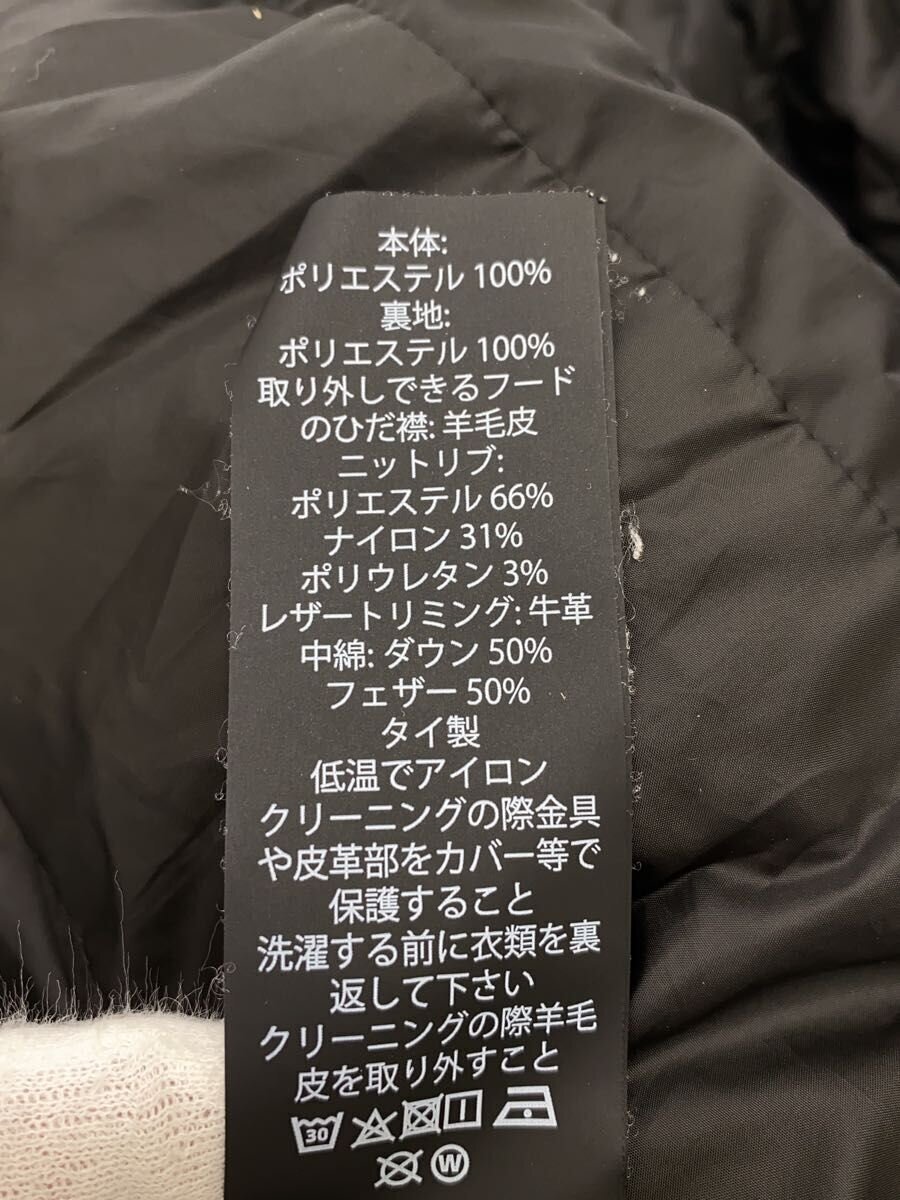 本体:
ポリエステル 100%
裏地:
ポリエステル 100%
取り外しできるフード
のひだ襟: 羊毛皮
ニットリブ:
ポリエステル 66%
ナイロン 31%
ポリウレタン 3%
レザートリミング: 牛革
中綿: ダウン 50%
フェザー 50%
タイ製
低温でアイロン
クリーニングの際金具
や皮革部をカバー等で
保護すること
洗濯する前に衣類を裏
返して下さい
クリーニングの際羊毛
皮を取り外すこと
30
W